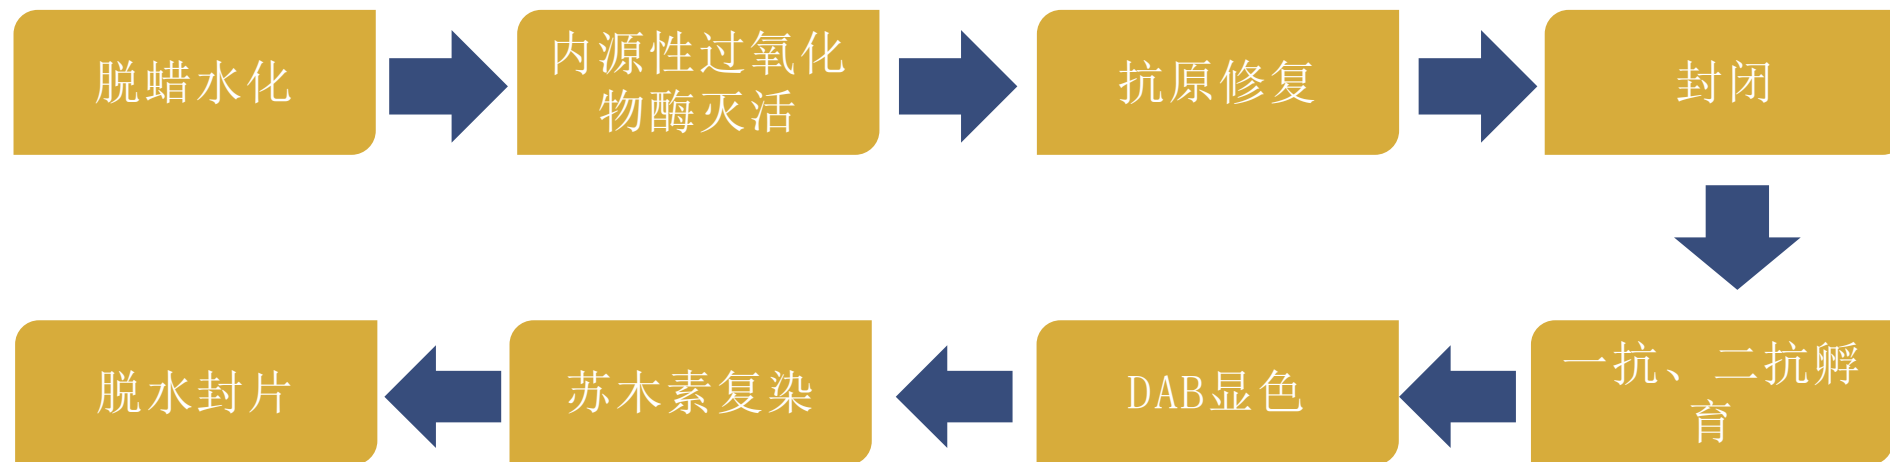 脱蜡水化
内源性过氧化
物酶灭活
抗原修复
封闭
一抗、二抗孵
育
DAB显色
苏木素复染
脱水封片